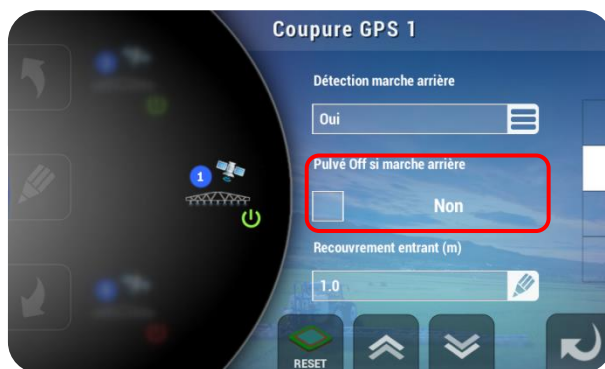 Coupure GPS 1
Détection marche arrière
Oui
Pulvé Off si marche arrière
Non
Recouvrement entrant (m)
1.0
1
RESET